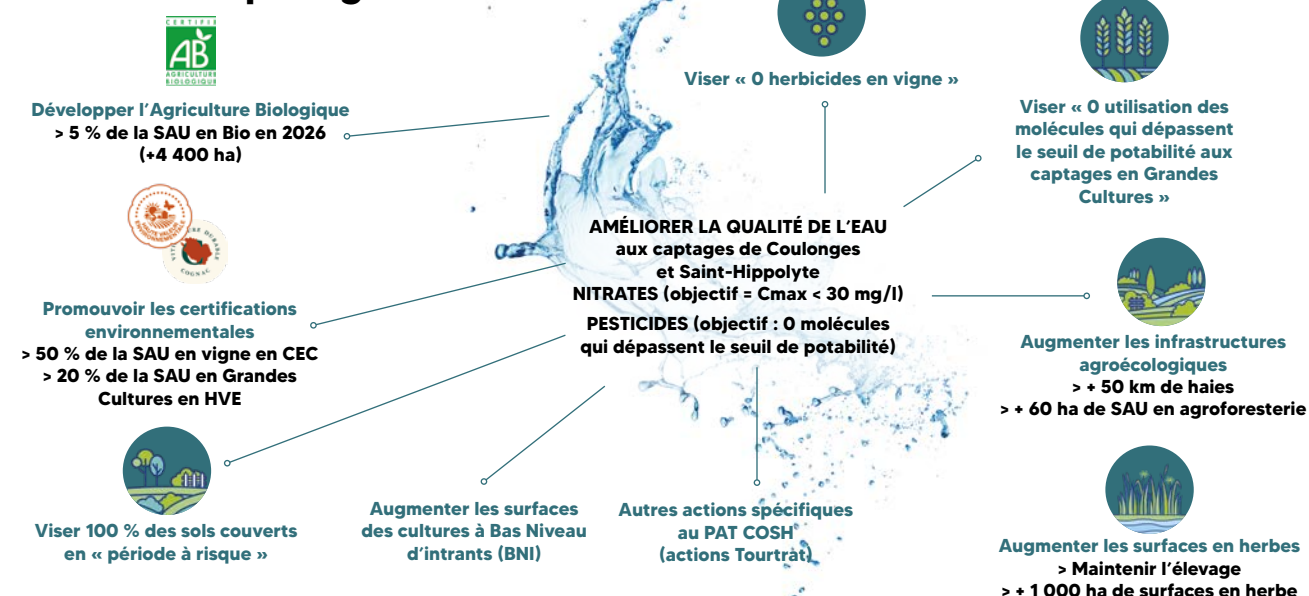 CERTIFIÉ
AB
AGRICULTURE
BIOLOGIQUE
Développer l'Agriculture Biologique
> 5 % de la SAU en Bio en 2026
(+4 400 ha)
HAUTE VALEUR
ENVIRONNEMENTALE
COGNAC
Promouvoir les certifications
environnementales
> 50 % de la SAU en vigne en CEC
> 20 % de la SAU en Grandes
Cultures en HVE
Viser 100 % des sols couverts
en « période à risque »
Augmenter les surfaces
des cultures à Bas Niveau
d'intrants (BNI)
Autres actions spécifiques
au PAT COSH
(actions Tourtrat)
AMÉLIORER LA QUALITÉ DE L'EAU
aux captages de Coulonges
et Saint-Hippolyte
NITRATES (objectif = Cmax < 30 mg/l)
PESTICIDES (objectif : 0 molécules
qui dépassent le seuil de potabilité)
Viser « 0 herbicides en vigne »
Viser « 0 utilisation des
molécules qui dépassent
le seuil de potabilité aux
captages en Grandes
Cultures »
Augmenter les infrastructures
agroécologiques
> + 50 km de haies
> + 60 ha de SAU en agroforesterie
Augmenter les surfaces en herbes
> Maintenir l'élevage
> + 1 000 ha de surfaces en herbe